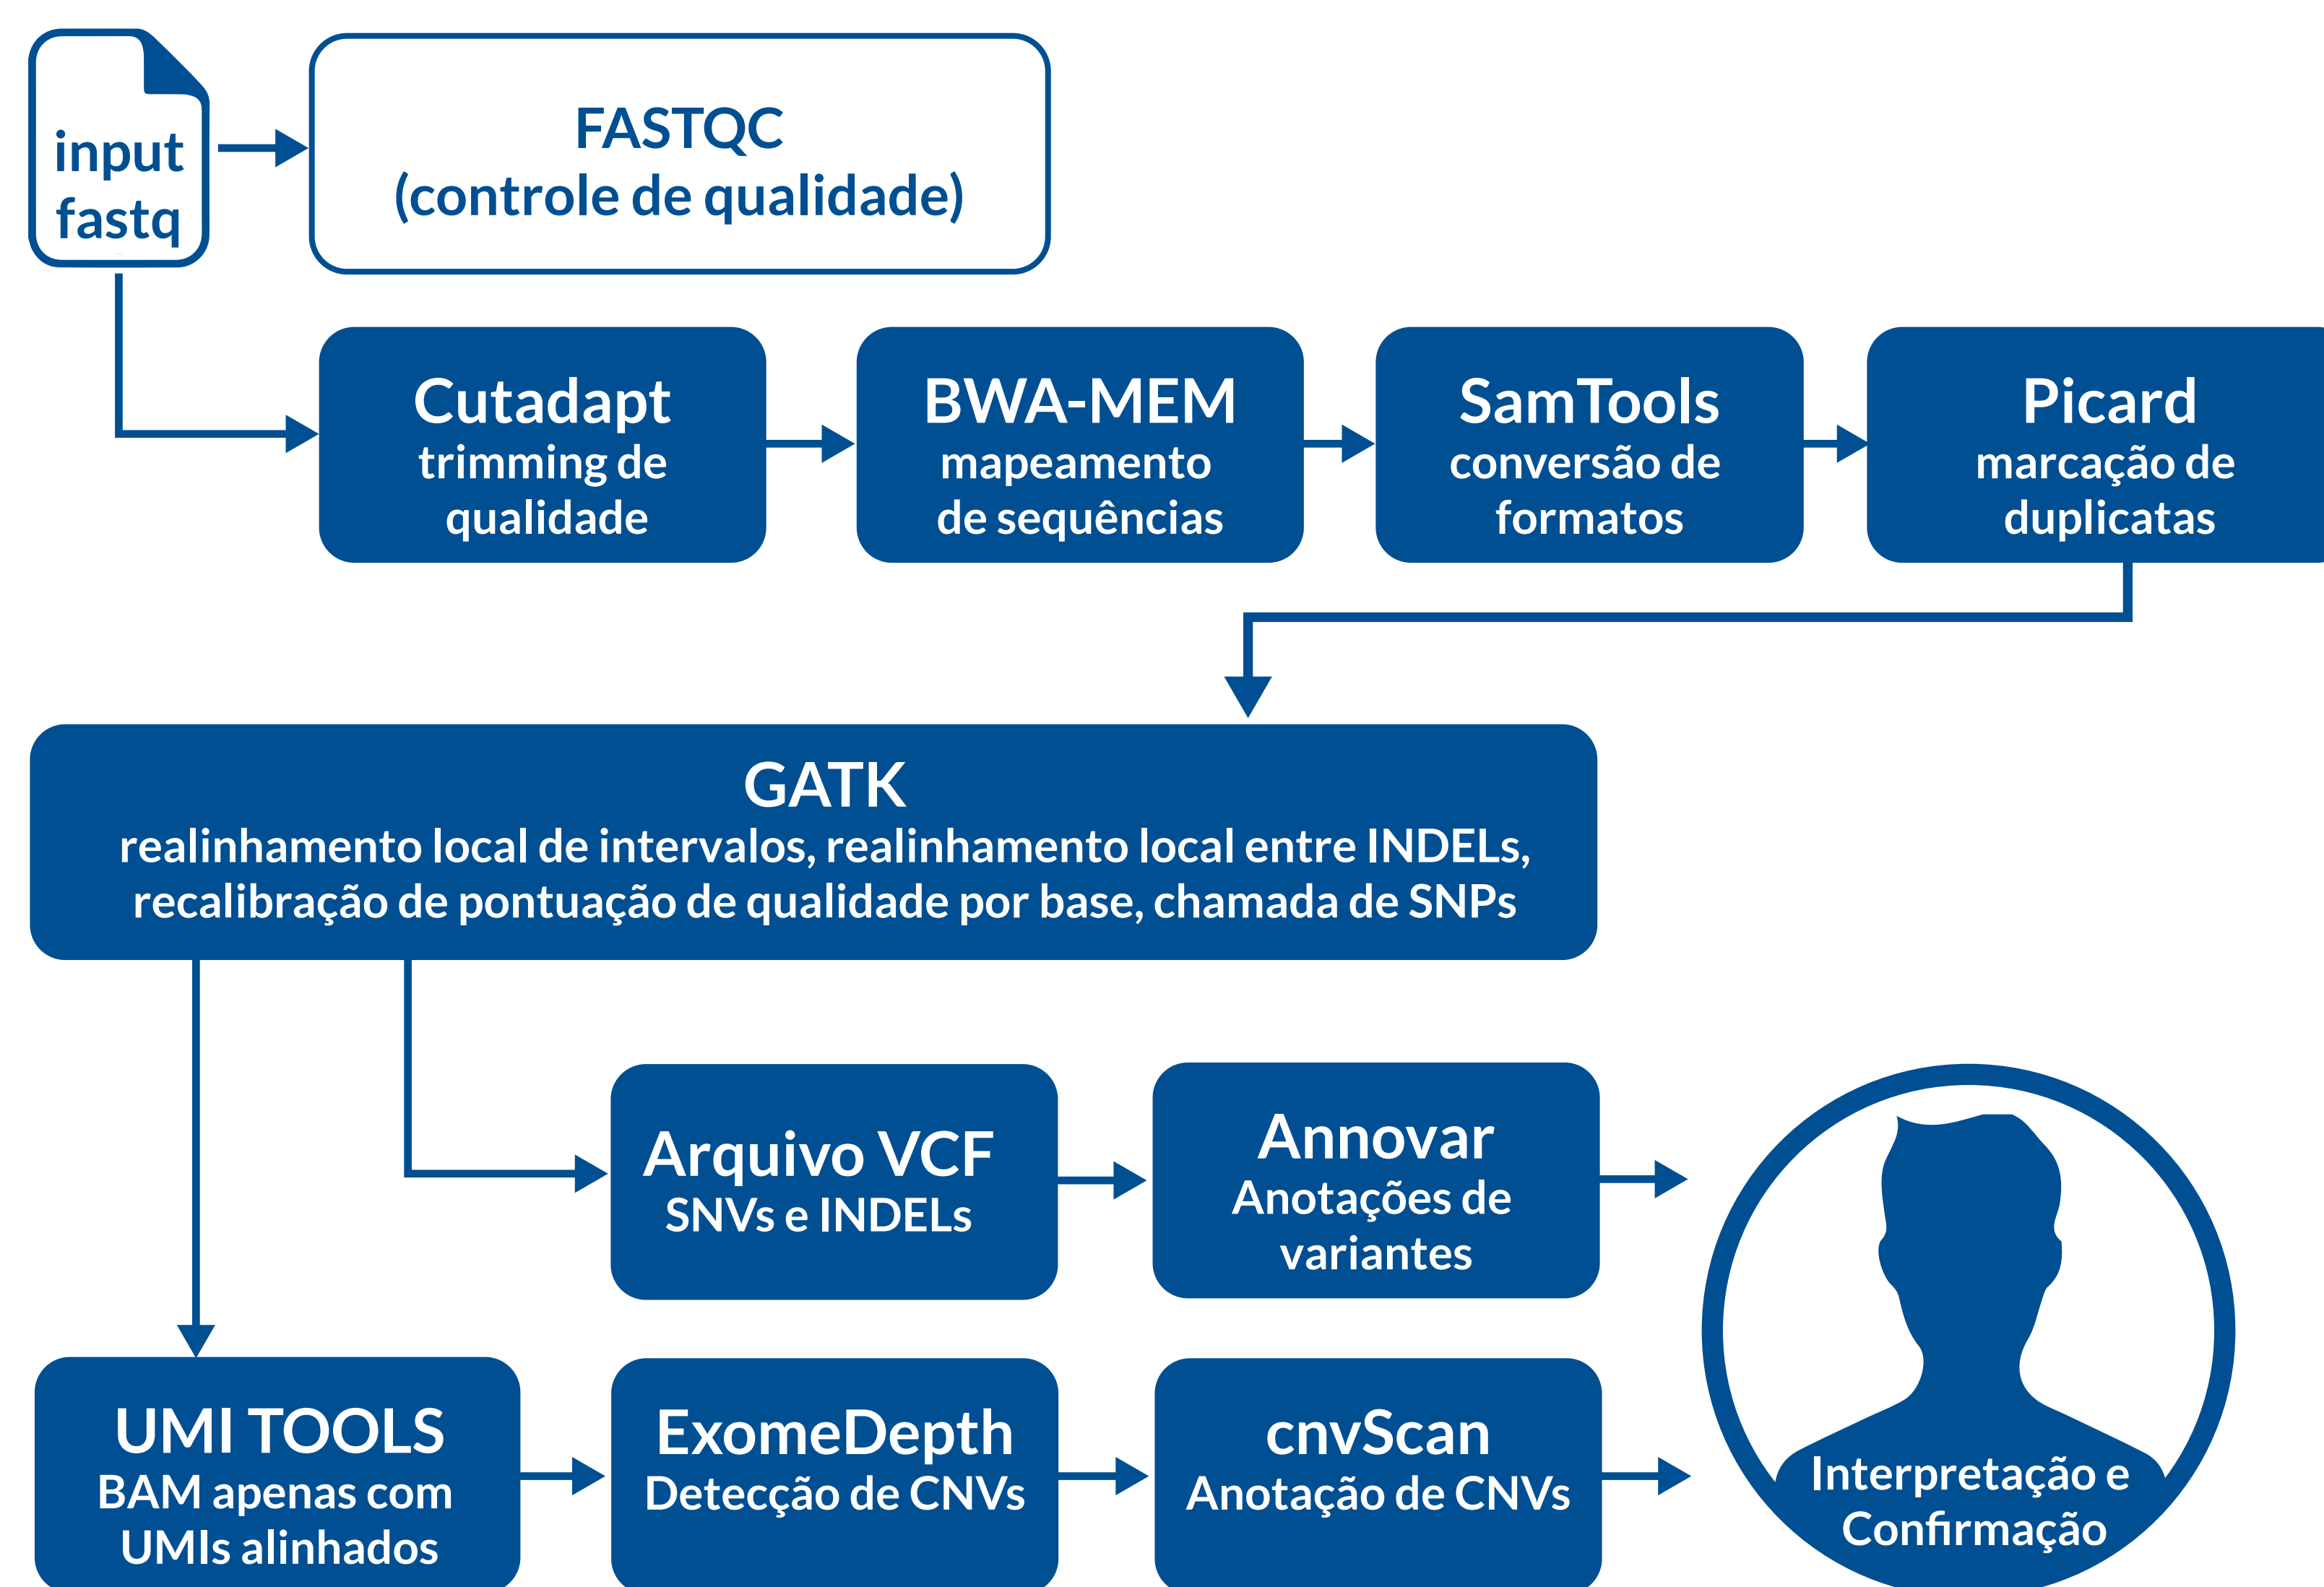 input
fastq
FASTQC
(controle de qualidade)
Cutadapt
trimming de
qualidade
BWA-MEM
mapeamento
de sequências
SamTools
conversão de
formatos
Picard
marcação de
duplicatas
GATK
realinhamento local de intervalos, realinhamento local entre INDELs,
recalibração de pontuação de qualidade por base, chamada de SNPs
Arquivo VCF
SNVs e INDELs
Annovar
Anotações de
variantes
UMI TOOLS
BAM apenas com
UMIs alinhados
ExomeDepth
Detecção de CNVs
cnvScan
Anotação de CNVs
Interpretação e
Confirmação